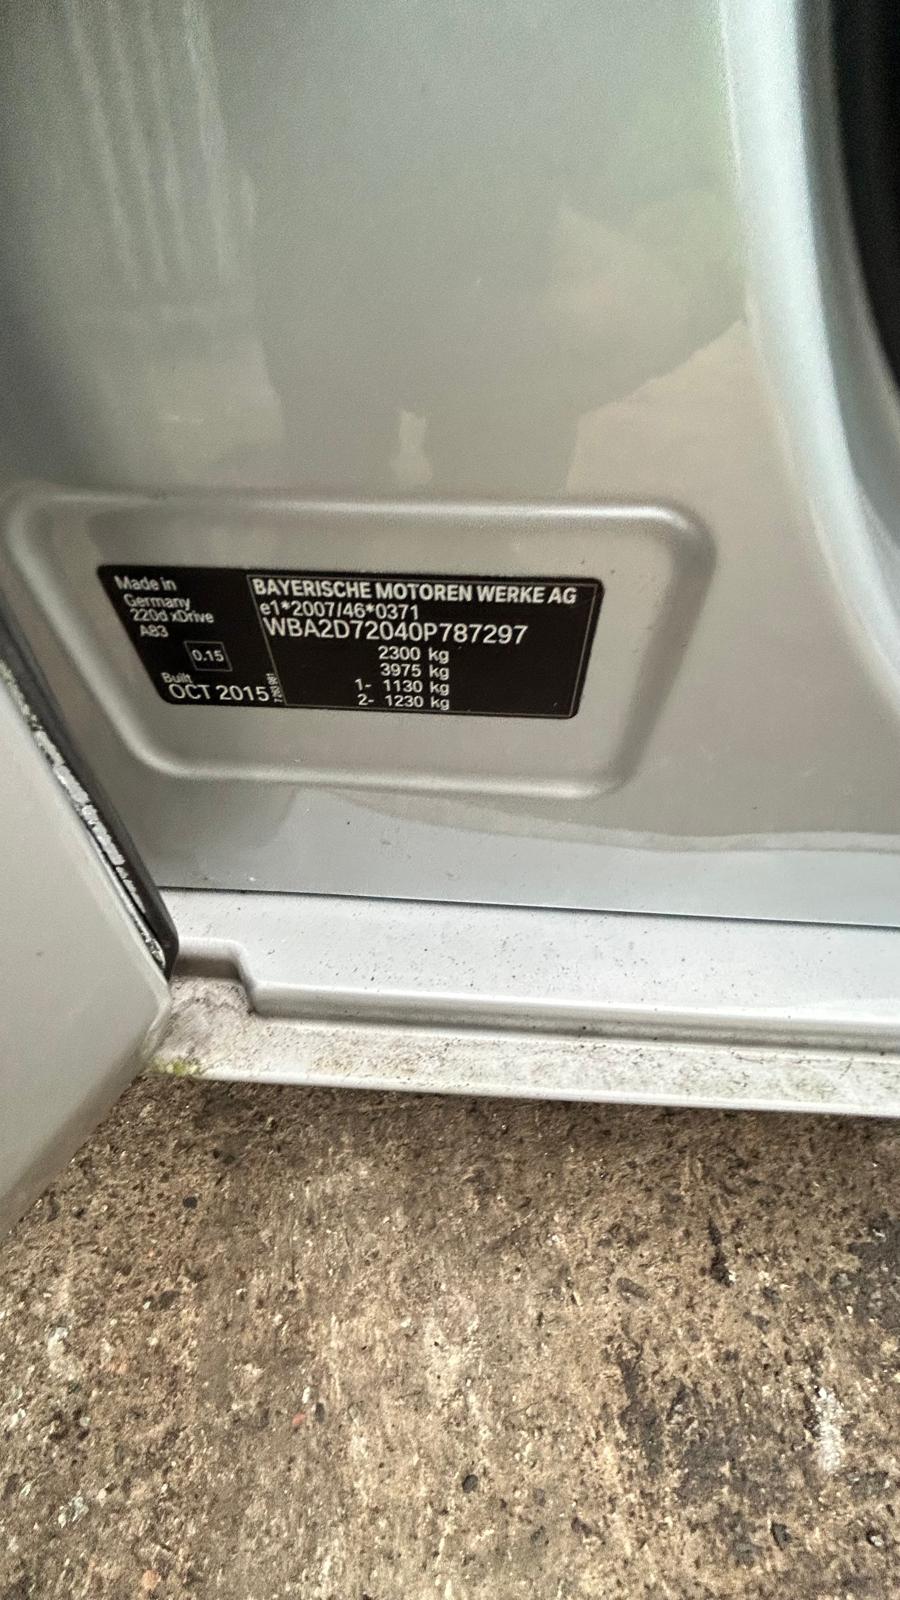 Made in
Germany
220d xDrive
A83
0.15
Built
OCT 2015
BAYERISCHE MOTOREN WERKE AG
e1*2007/46*0371
WBA2D72040P787297
2300 kg
3975 kg
1- 1130 kg
2- 1230 kg